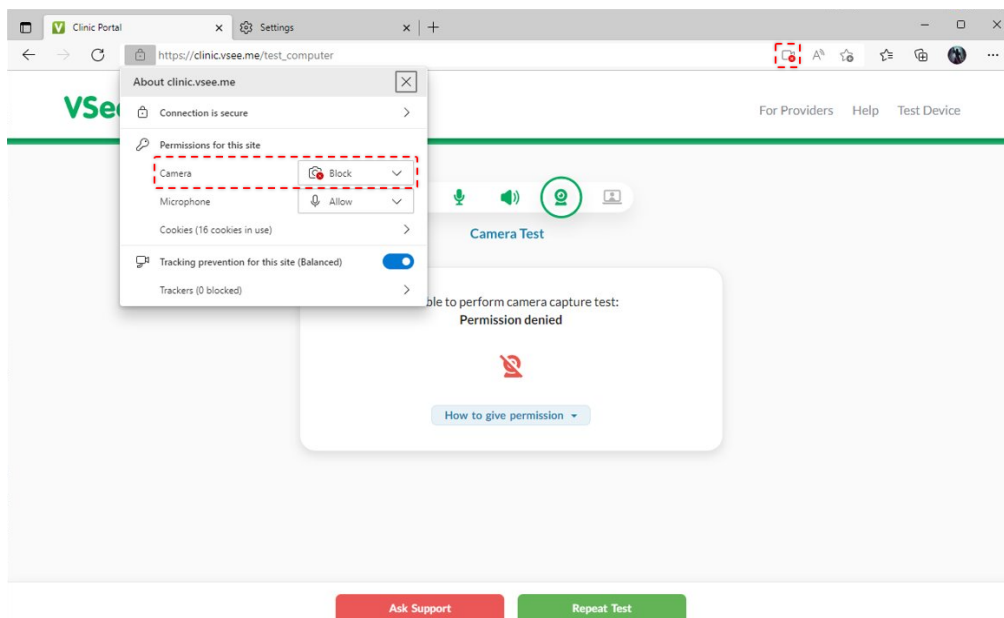 Clinic Portal
Settings
https://clinic.vsee.me/test_computer
About clinic.vsee.me
VSee
For Providers Help Test Device
Connection is secure
Permissions for this site
Camera Block
Microphone Allow
Cookies (16 cookies in use)
Camera Test
Tracking prevention for this site (Balanced)
Trackers (0 blocked)
to perform camera capture test:
Permission denied
How to give permission
Ask Support Repeat Test